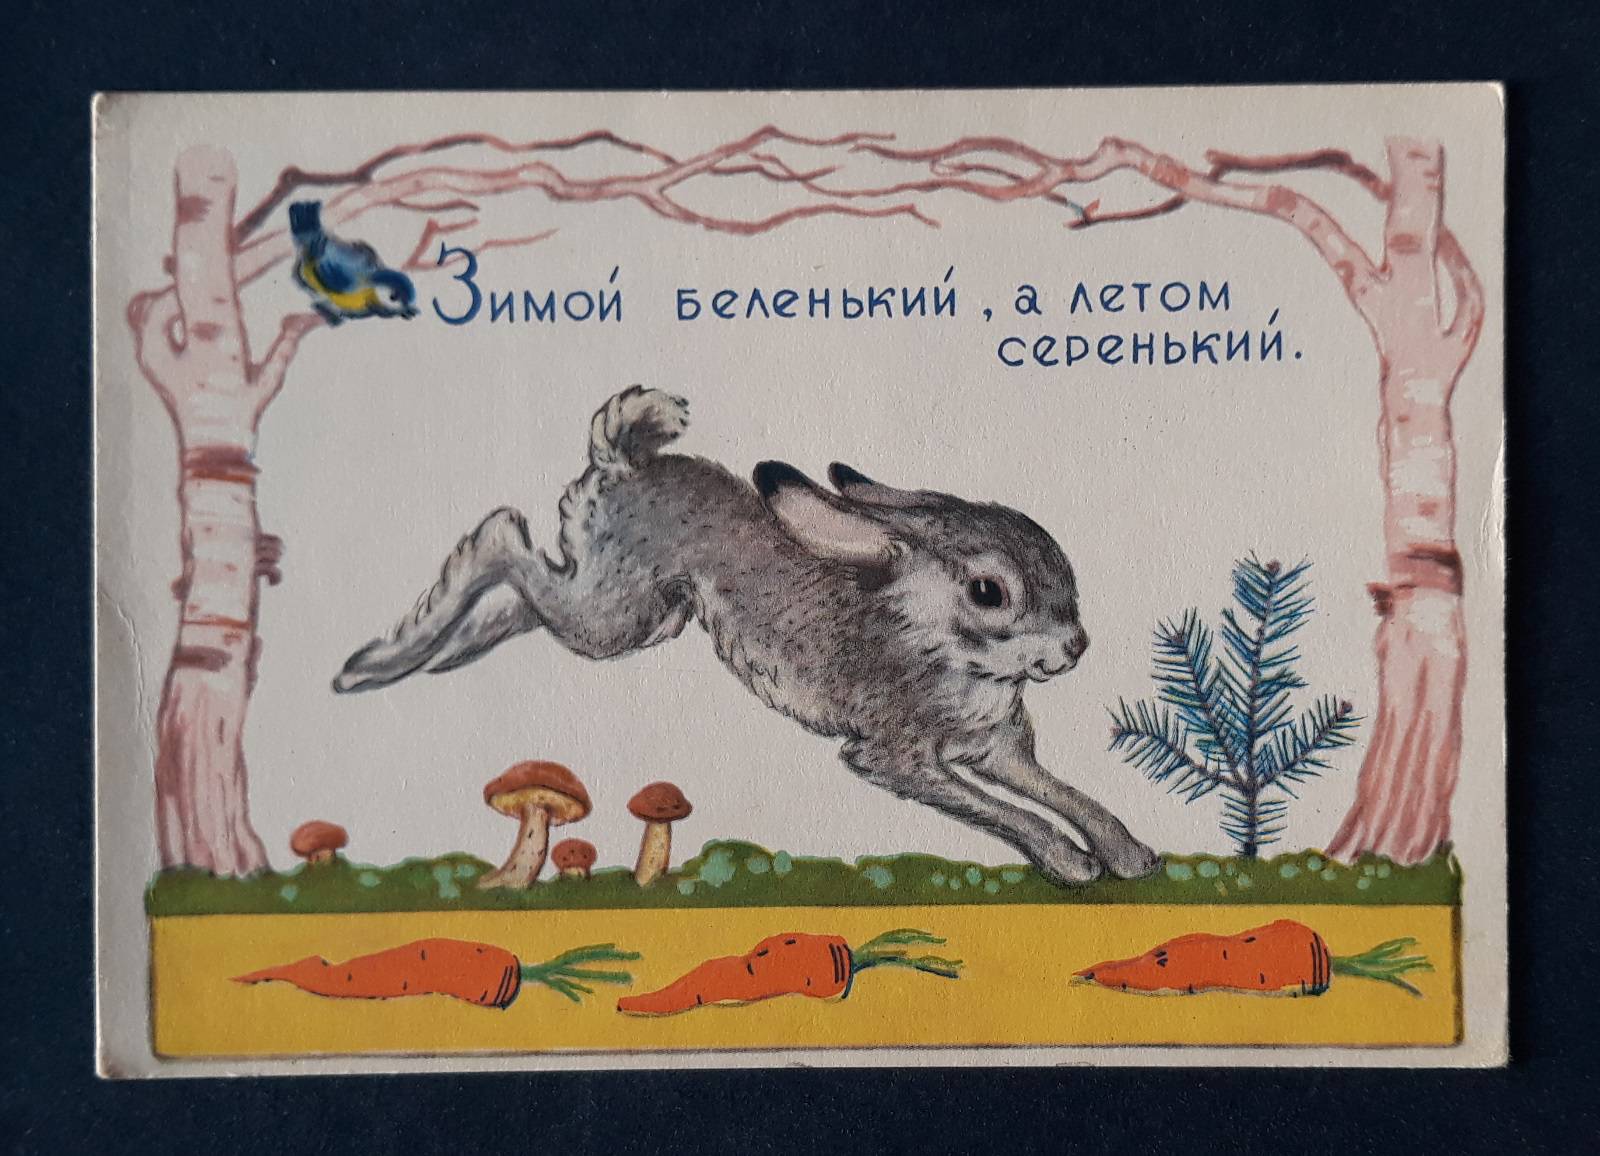 Зимой беленький, а летом
серенький.